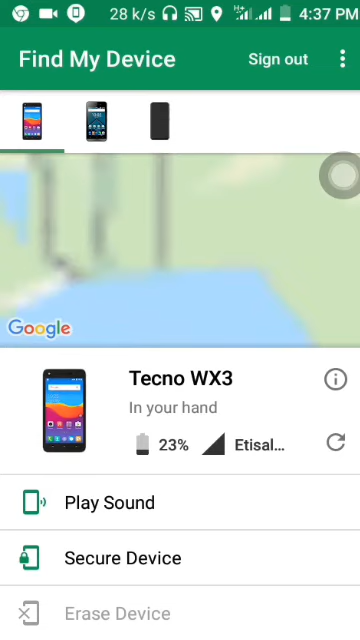 28 k/s H+ 4:37 PM
Find My Device Sign out
Google
Tecno WX3
In your hand
23% Etisal...
Play Sound
Secure Device
Erase Device